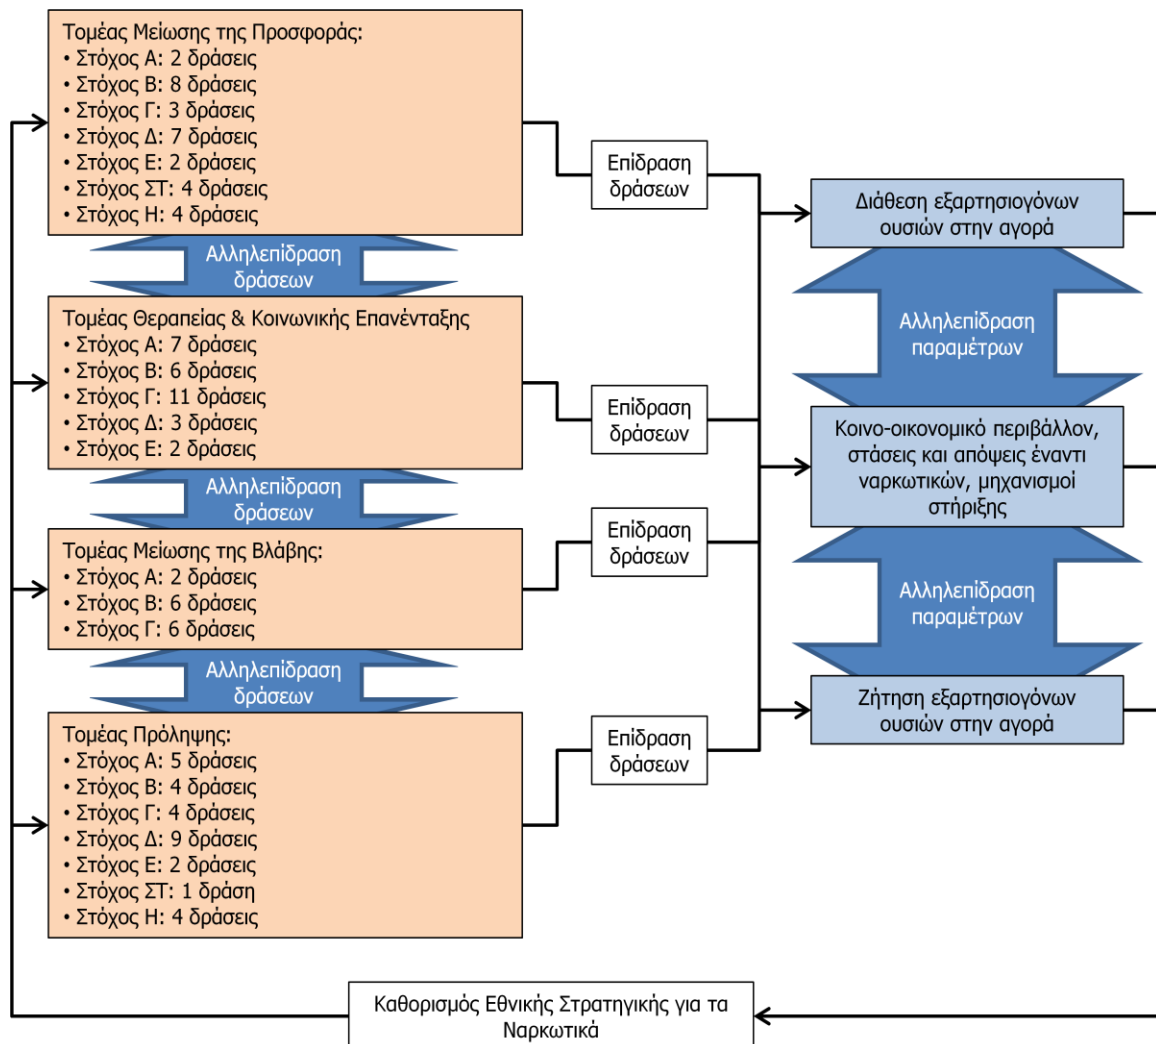 Τομέας Μείωσης της Προσφοράς:
• Στόχος Α: 2 δράσεις
• Στόχος Β: 8 δράσεις
• Στόχος Γ: 3 δράσεις
• Στόχος Δ: 7 δράσεις
• Στόχος Ε: 2 δράσεις
• Στόχος ΣΤ: 4 δράσεις
• Στόχος Η: 4 δράσεις
Αλληλεπίδραση
δράσεων
Τομέας Θεραπείας & Κοινωνικής Επανένταξης
• Στόχος Α: 7 δράσεις
• Στόχος Β: 6 δράσεις
• Στόχος Γ: 11 δράσεις
• Στόχος Δ: 3 δράσεις
• Στόχος Ε: 2 δράσεις
Αλληλεπίδραση
δράσεων
Τομέας Μείωσης της Βλάβης:
• Στόχος Α: 2 δράσεις
• Στόχος Β: 6 δράσεις
• Στόχος Γ: 6 δράσεις
Αλληλεπίδραση
δράσεων
Τομέας Πρόληψης:
• Στόχος Α: 5 δράσεις
• Στόχος Β: 4 δράσεις
• Στόχος Γ: 4 δράσεις
• Στόχος Δ: 9 δράσεις
• Στόχος Ε: 2 δράσεις
• Στόχος ΣΤ: 1 δράση
• Στόχος Η: 4 δράσεις
Επίδραση
δράσεων
Επίδραση
δράσεων
Επίδραση
δράσεων
Επίδραση
δράσεων
Διάθεση εξαρτησιογόνων
ουσιών στην αγορά
Αλληλεπίδραση
παραμέτρων
Κοινο-οικονομικό περιβάλλον,
στάσεις και απόψεις έναντι
ναρκωτικών, μηχανισμοί
στήριξης
Αλληλεπίδραση
παραμέτρων
Ζήτηση εξαρτησιογόνων
ουσιών στην αγορά
Καθορισμός Εθνικής Στρατηγικής για τα
Ναρκωτικά